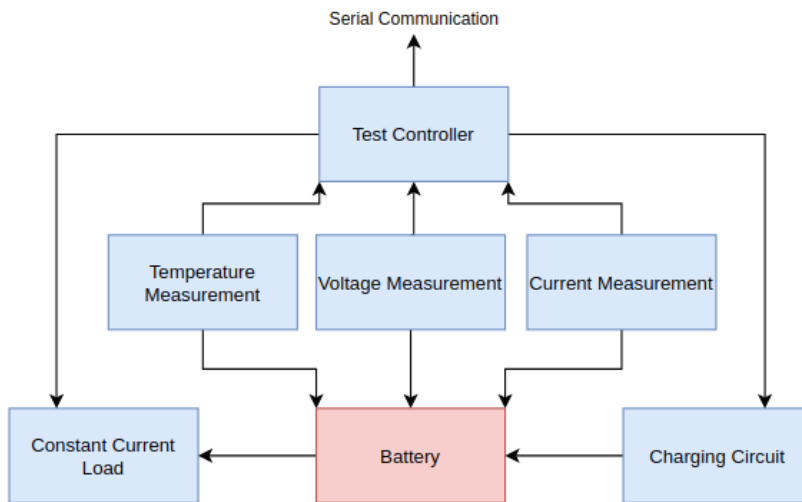 Serial Communication
Test Controller
Temperature
Measurement
Voltage Measurement
Current Measurement
Constant Current
Load
Battery
Charging Circuit